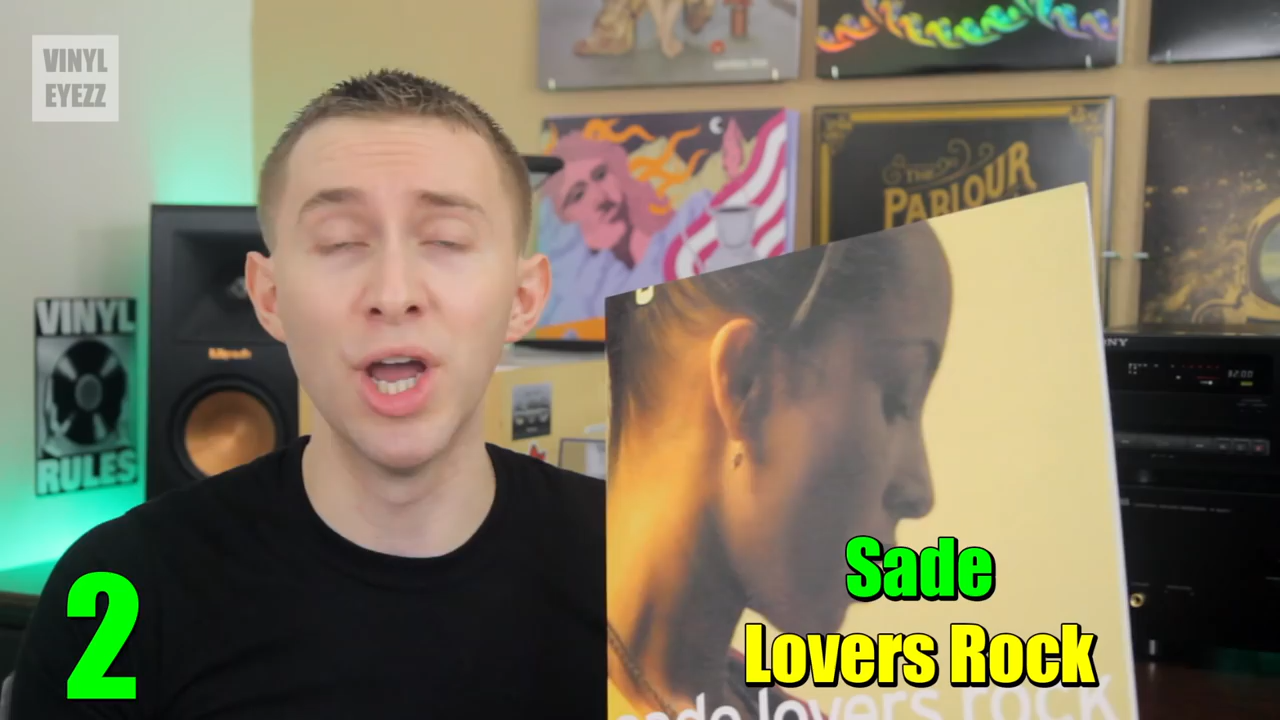 VINYL
EYEZZ
THE
PARLOUR
VINYL
RULES
Klipsch
SONY
2
Sade
Lovers Rock
sade lovers rock